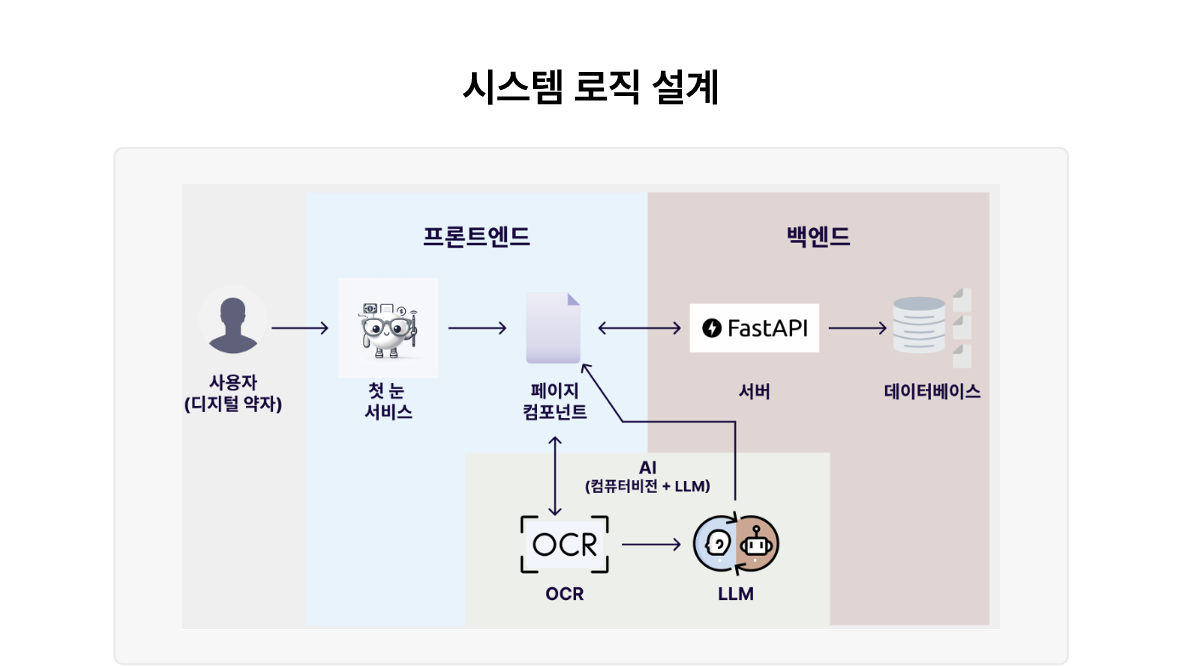 시스템 로직 설계
프론트엔드
백엔드
FastAPI
사용자
(디지털 약자)
첫 눈
서비스
페이지
컴포넌트
서버
데이터베이스
AI
(컴퓨터비전 + LLM)
OCR
OCR
LLM